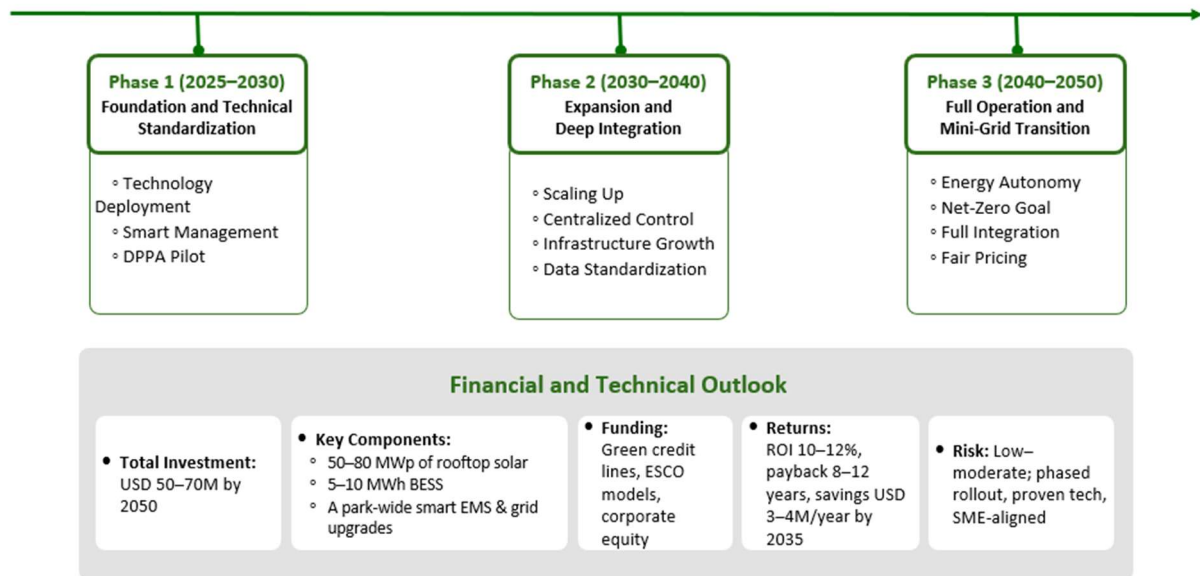 Phase 1 (2025–2030)
Foundation and Technical
Standardization
◦ Technology
Deployment
◦ Smart Management
◦ DPPA Pilot
Phase 2 (2030–2040)
Expansion and
Deep Integration
◦ Scaling Up
◦ Centralized Control
◦ Infrastructure Growth
◦ Data Standardization
Phase 3 (2040–2050)
Full Operation and
Mini-Grid Transition
◦ Energy Autonomy
◦ Net-Zero Goal
◦ Full Integration
◦ Fair Pricing
Financial and Technical Outlook
• Total Investment:
USD 50–70M by
2050
• Key Components:
◦ 50–80 MWp of rooftop solar
◦ 5–10 MWh BESS
◦ A park-wide smart EMS & grid
upgrades
• Funding:
Green credit
lines, ESCO
models,
corporate
equity
• Returns:
ROI 10–12%,
payback 8–12
years, savings USD
3–4M/year by
2035
• Risk: Low–
moderate; phased
rollout, proven tech,
SME-aligned